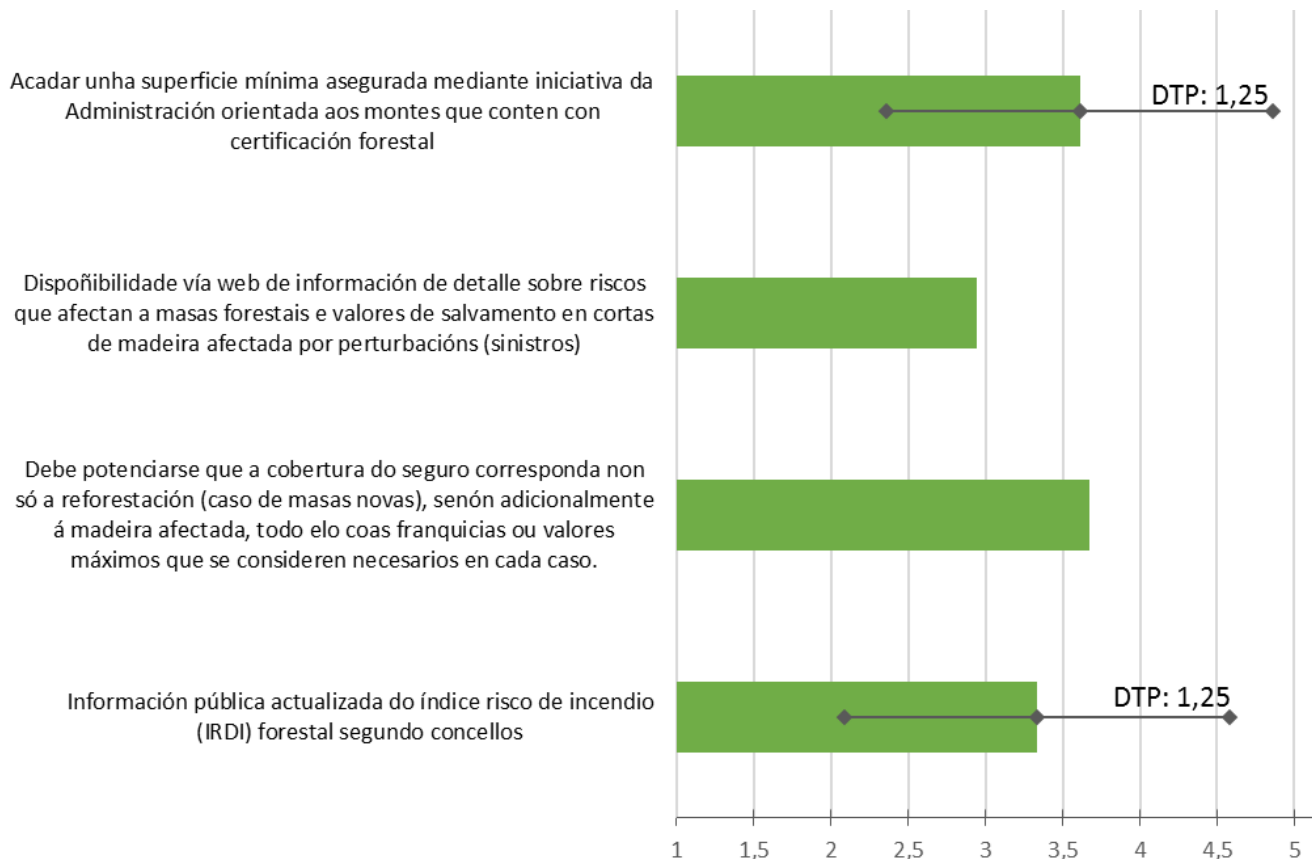 Acadar unha superficie mínima asegurada mediante iniciativa da
Administración orientada aos montes que conten con
certificación forestal
DTP: 1,25
Dispoñibilidade vía web de información de detalle sobre riscos
que afectan a masas forestais e valores de salvamento en cortas
de madeira afectada por perturbacións (sinistros)
Debe potenciarse que a cobertura do seguro corresponda non
só a reforestación (caso de masas novas), senón adicionalmente
á madeira afectada, todo elo coas franquicias ou valores
máximos que se consideren necesarios en cada caso.
Información pública actualizada do índice risco de incendio
(IRDI) forestal segundo concellos
DTP: 1,25
1 1,5 2 2,5 3 3,5 4 4,5 5